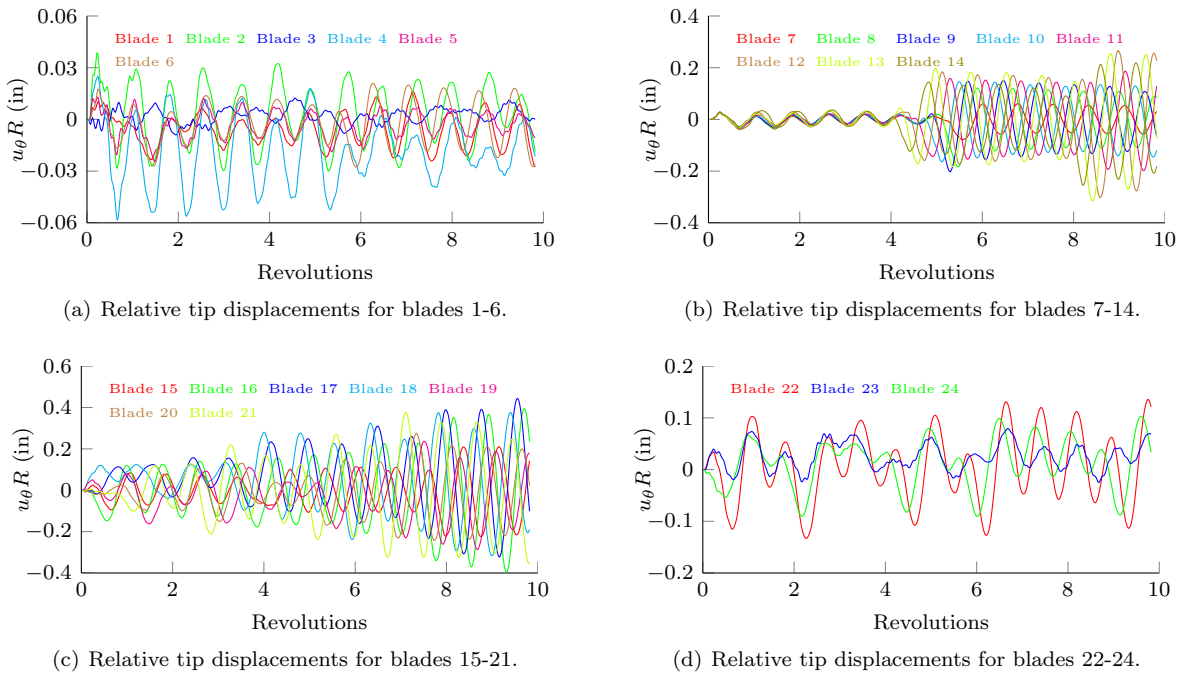 0.06
0.03
0
−0.03
−0.06
u_θR (in)
Blade 1 Blade 2 Blade 3 Blade 4 Blade 5
Blade 6
0 2 4 6 8 10
Revolutions
(a) Relative tip displacements for blades 1-6.
0.4
0.2
0
−0.2
−0.4
u_θR (in)
Blade 7 Blade 8 Blade 9 Blade 10 Blade 11
Blade 12 Blade 13 Blade 14
0 2 4 6 8 10
Revolutions
(b) Relative tip displacements for blades 7-14.
0.6
0.4
0.2
0
−0.2
−0.4
u_θR (in)
Blade 15 Blade 16 Blade 17 Blade 18 Blade 19
Blade 20 Blade 21
0 2 4 6 8 10
Revolutions
(c) Relative tip displacements for blades 15-21.
0.2
0.1
0
−0.1
−0.2
u_θR (in)
Blade 22 Blade 23 Blade 24
0 2 4 6 8 10
Revolutions
(d) Relative tip displacements for blades 22-24.